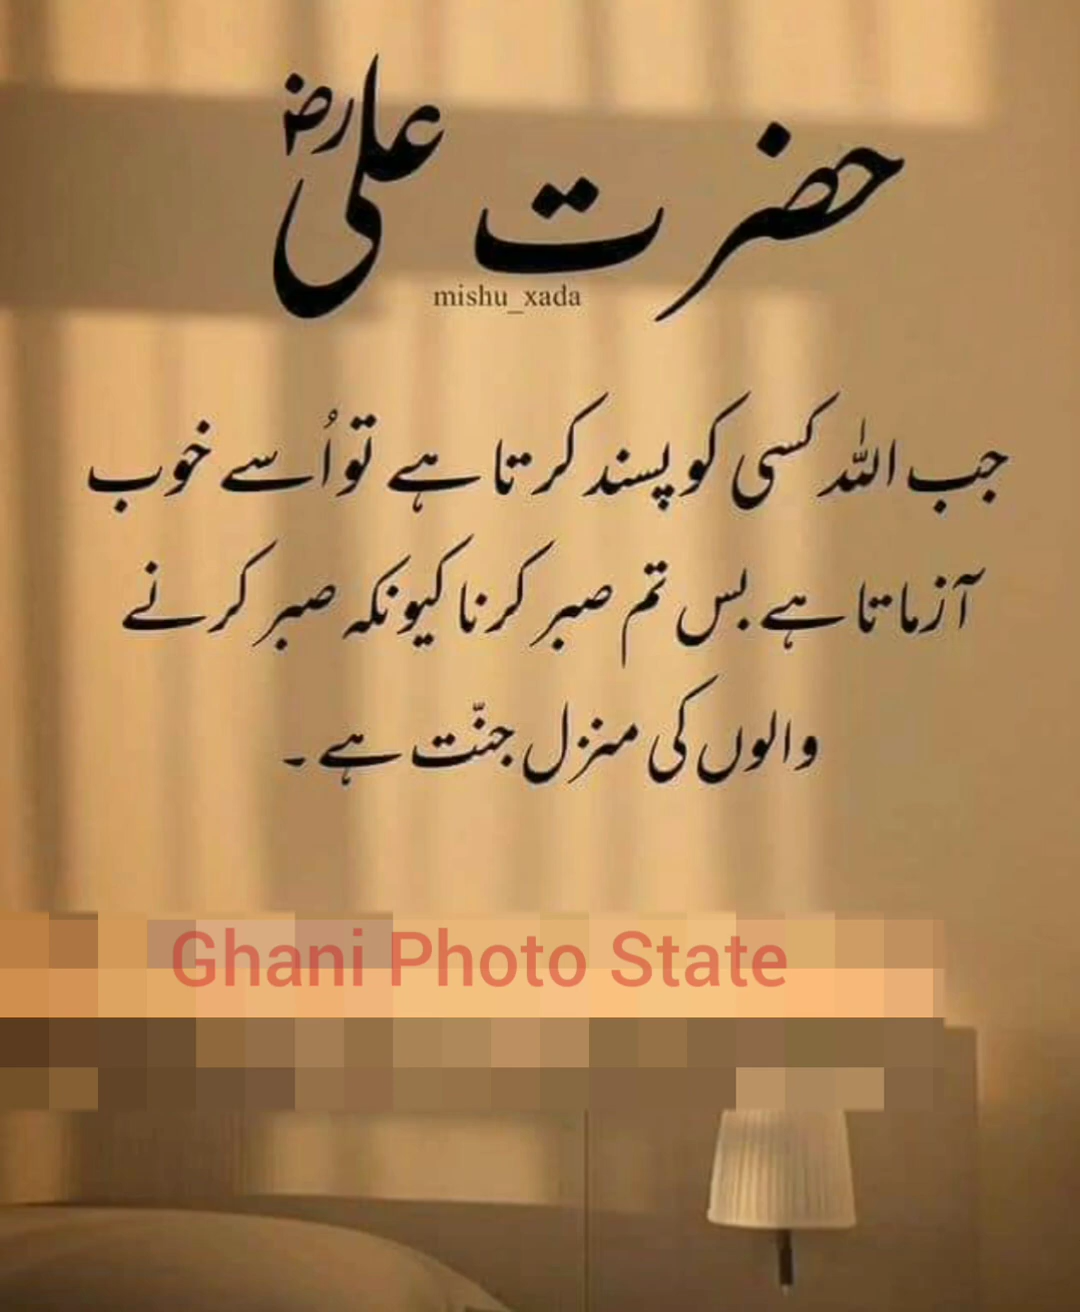 حضرت علی رض
mishu_xada
جب اللہ کسی کو پسند کرتا ہے تو اُسے خوب
آزماتا ہے بس تم صبر کرنا کیونکہ صبر کرنے
والوں کی منزل جنّت ہے۔
Ghani Photo State